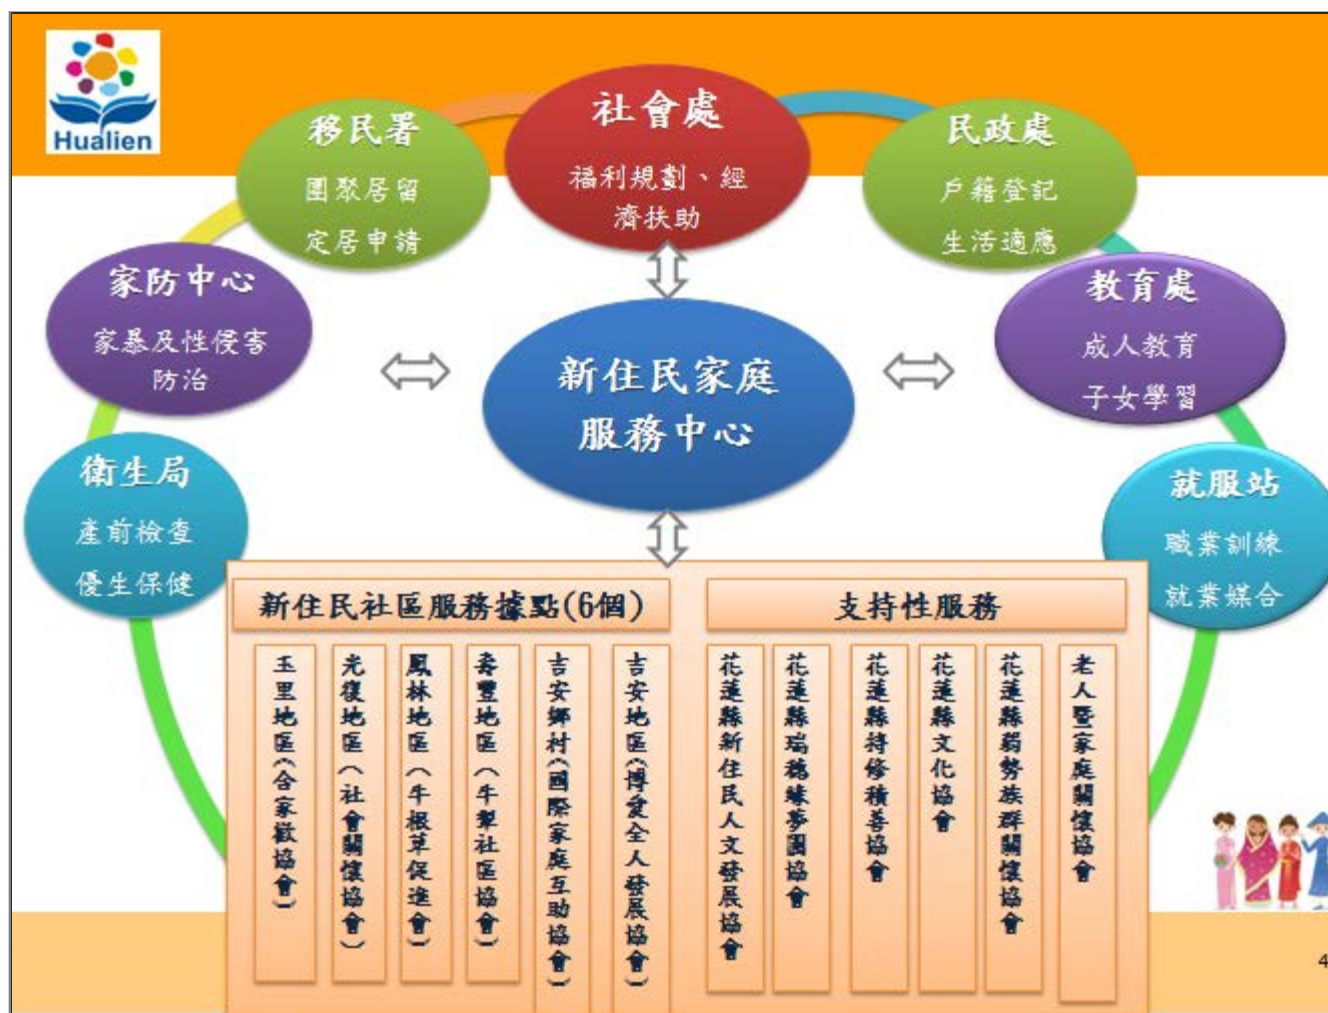 Hualien
社會處
福利規劃、經
濟扶助
移民署
團聚居留
定居申請
民政處
戶籍登記
生活適應
家防中心
家暴及性侵害
防治
教育處
成人教育
子女學習
新住民家庭
服務中心
衛生局
產前檢查
優生保健
就服站
職業訓練
就業媒合
新住民社區服務據點(6個)
玉里地區(含家歡協會)
光復地區(社會關懷協會)
鳳林地區(牛根草促進會)
壽豐地區(牛犁社區協會)
吉安鄉村(國際家庭互助協會)
吉安地區(博愛全人發展協會)
支持性服務
花蓮縣新住民人文發展協會
花蓮縣瑞穗緣夢園協會
花蓮縣持修積善協會
花蓮縣文化協會
花蓮縣弱勢族群關懷協會
老人暨家庭關懷協會
4